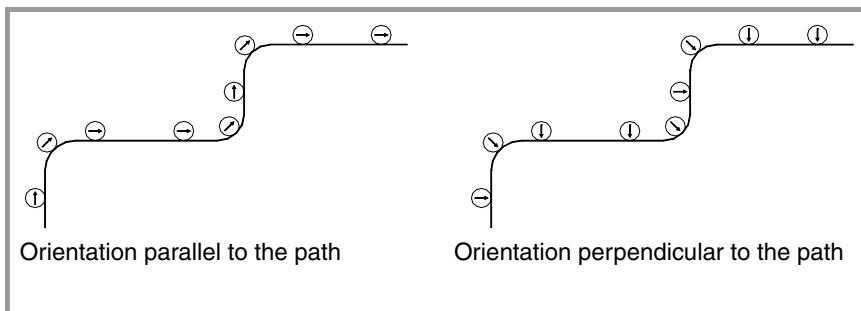 Orientation parallel to the path
Orientation perpendicular to the path